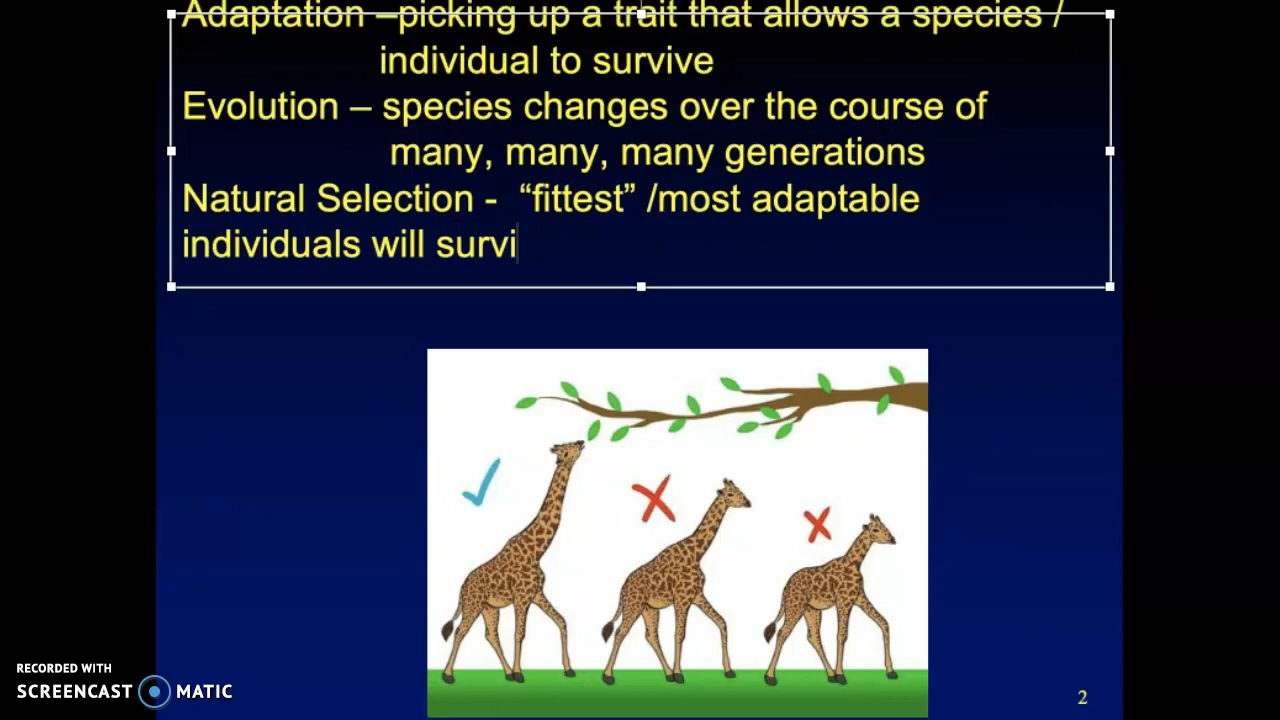 Adaptation –picking up a trait that allows a species /
individual to survive
Evolution – species changes over the course of
many, many, many generations
Natural Selection - “fittest” /most adaptable
individuals will survi
RECORDED WITH
SCREENCAST MATIC
2